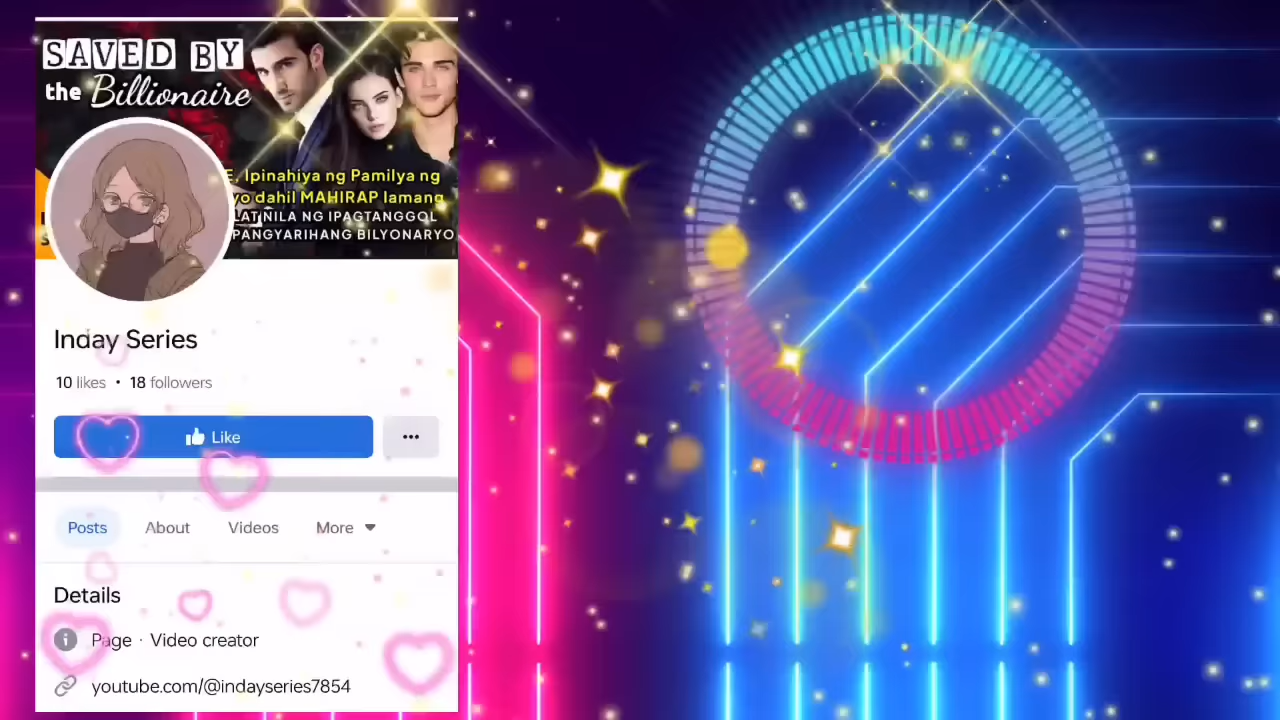 SAVED BY
the Billionaire
E, Ipinahiya ng Pamilya ng
yo dahil MAHIRAP lamang
LAT NILA NG IPAGTANGGOL
PANGYARIHANG BILYONARYO
Inday Series
10 likes • 18 followers
Like
Posts About Videos More
Details
Page · Video creator
youtube.com/@indayseries7854